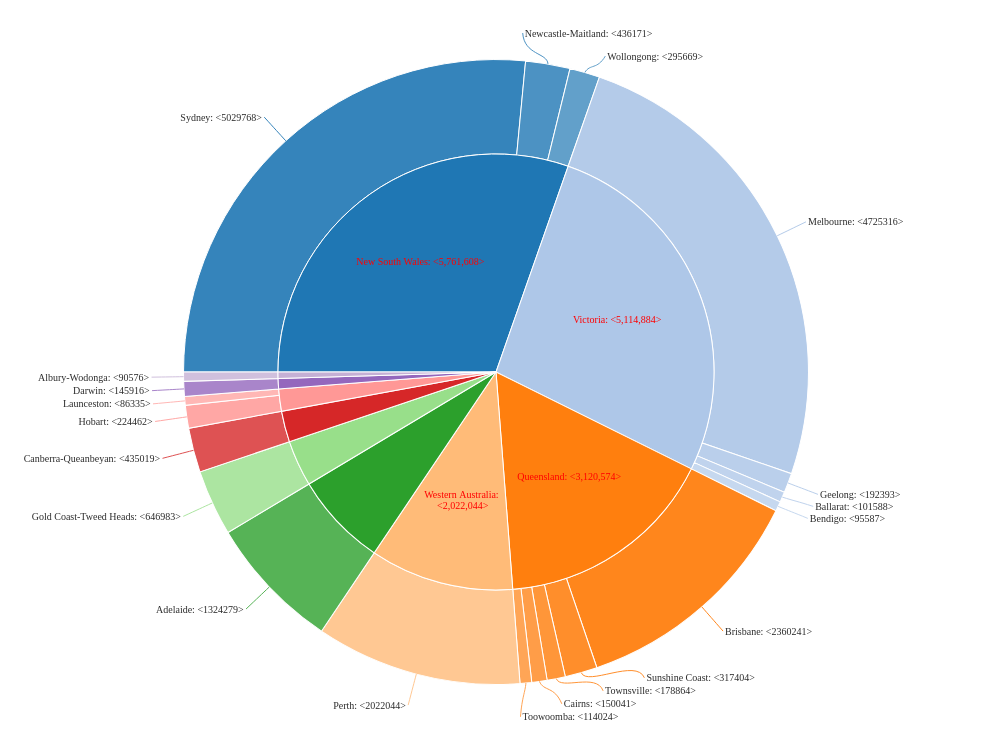 Newcastle-Maitland: <436171>
Wollongong: <295669>
Sydney: <5029768>
Melbourne: <4725316>
New South Wales: <5,761,608>
Victoria: <5,114,884>
Albury-Wodonga: <90576>
Darwin: <145916>
Launceston: <86335>
Hobart: <224462>
Canberra-Queanbeyan: <435019>
Queensland: <3,120,574>
Western Australia:
<2,022,044>
Geelong: <192393>
Ballarat: <101588>
Bendigo: <95587>
Gold Coast-Tweed Heads: <646983>
Adelaide: <1324279>
Brisbane: <2360241>
Sunshine Coast: <317404>
Townsville: <178864>
Cairns: <150041>
Perth: <2022044>
Toowoomba: <114024>